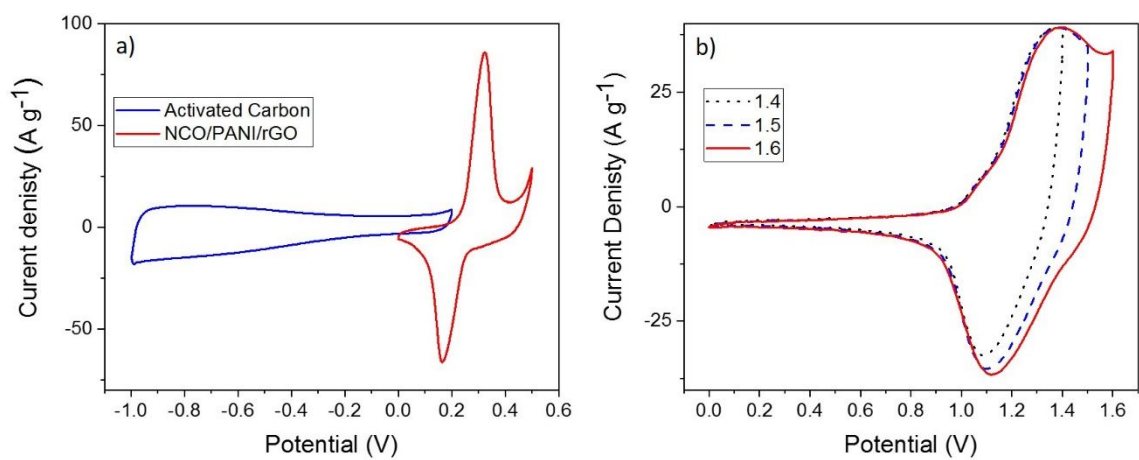 a)
Current denisty (A g⁻¹)
100
50
0
-50
Activated Carbon
NCO/PANI/rGO
-1.0 -0.8 -0.6 -0.4 -0.2 0.0 0.2 0.4 0.6
Potential (V)
b)
Current Denisty (A g⁻¹)
25
0
-25
1.4
1.5
1.6
0.0 0.2 0.4 0.6 0.8 1.0 1.2 1.4 1.6
Potential (V)